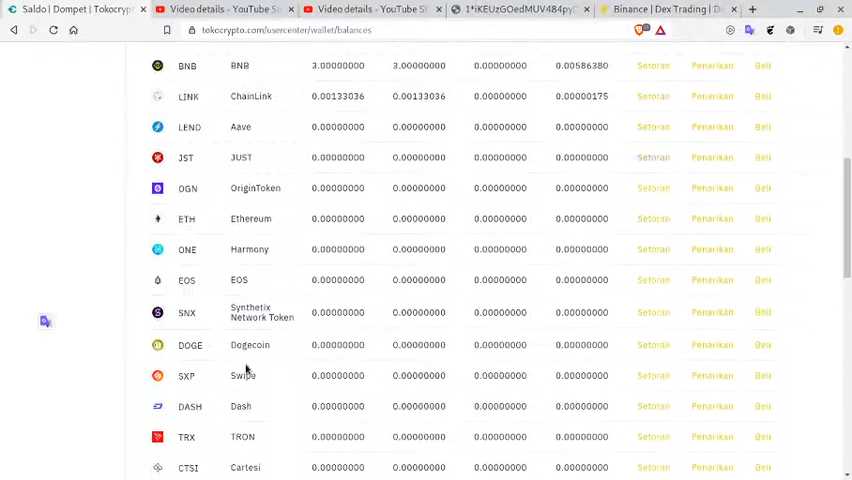 Saldo | Dompet | Tokocryp
Video details - YouTube St
Video details - YouTube St
1*iKEUzGOedMUV484pyD
Binance | Dex Trading | De
tokocrypto.com/usercenter/wallet/balances
BNB BNB 3.00000000 3.00000000 0.00000000 0.00586380 Setoran Penarikan Beli
LINK ChainLink 0.00133036 0.00133036 0.00000000 0.00000175 Setoran Penarikan Beli
LEND Aave 0.00000000 0.00000000 0.00000000 0.00000000 Setoran Penarikan Beli
JST JUST 0.00000000 0.00000000 0.00000000 0.00000000 Setoran Penarikan Beli
OGN OriginToken 0.00000000 0.00000000 0.00000000 0.00000000 Setoran Penarikan Beli
ETH Ethereum 0.00000000 0.00000000 0.00000000 0.00000000 Setoran Penarikan Beli
ONE Harmony 0.00000000 0.00000000 0.00000000 0.00000000 Setoran Penarikan Beli
EOS EOS 0.00000000 0.00000000 0.00000000 0.00000000 Setoran Penarikan Beli
SNX Synthetix Network Token 0.00000000 0.00000000 0.00000000 0.00000000 Setoran Penarikan Beli
DOGE Dogecoin 0.00000000 0.00000000 0.00000000 0.00000000 Setoran Penarikan Beli
SXP Swipe 0.00000000 0.00000000 0.00000000 0.00000000 Setoran Penarikan Beli
DASH Dash 0.00000000 0.00000000 0.00000000 0.00000000 Setoran Penarikan Beli
TRX TRON 0.00000000 0.00000000 0.00000000 0.00000000 Setoran Penarikan Beli
CTSI Cartesi 0.00000000 0.00000000 0.00000000 0.00000000 Setoran Penarikan Beli